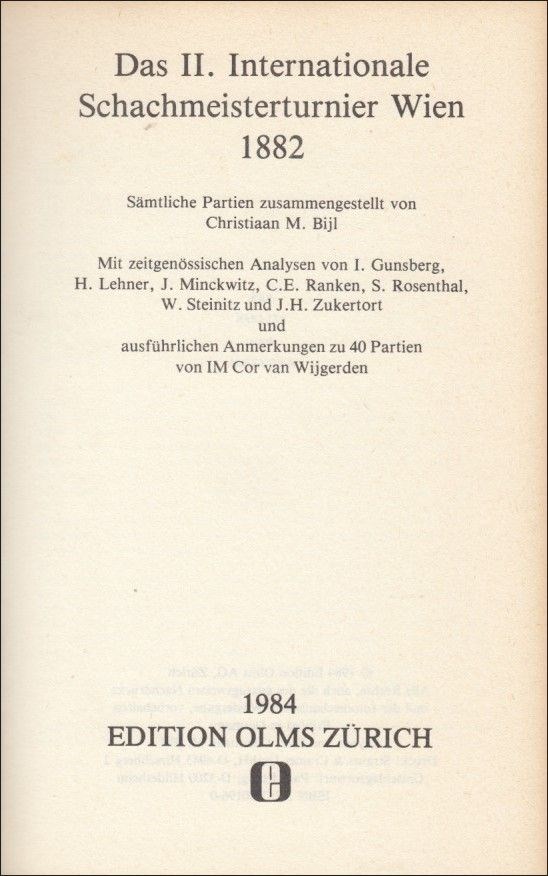 Das II. Internationale
Schachmeisterturnier Wien
1882
Sämtliche Partien zusammengestellt von
Christiaan M. Bijl
Mit zeitgenössischen Analysen von I. Gunsberg,
H. Lehner, J. Minckwitz, C.E. Ranken, S. Rosenthal,
W. Steinitz und J.H. Zukertort
und
ausführlichen Anmerkungen zu 40 Partien
von IM Cor van Wijgerden
1984
EDITION OLMS ZÜRICH
e